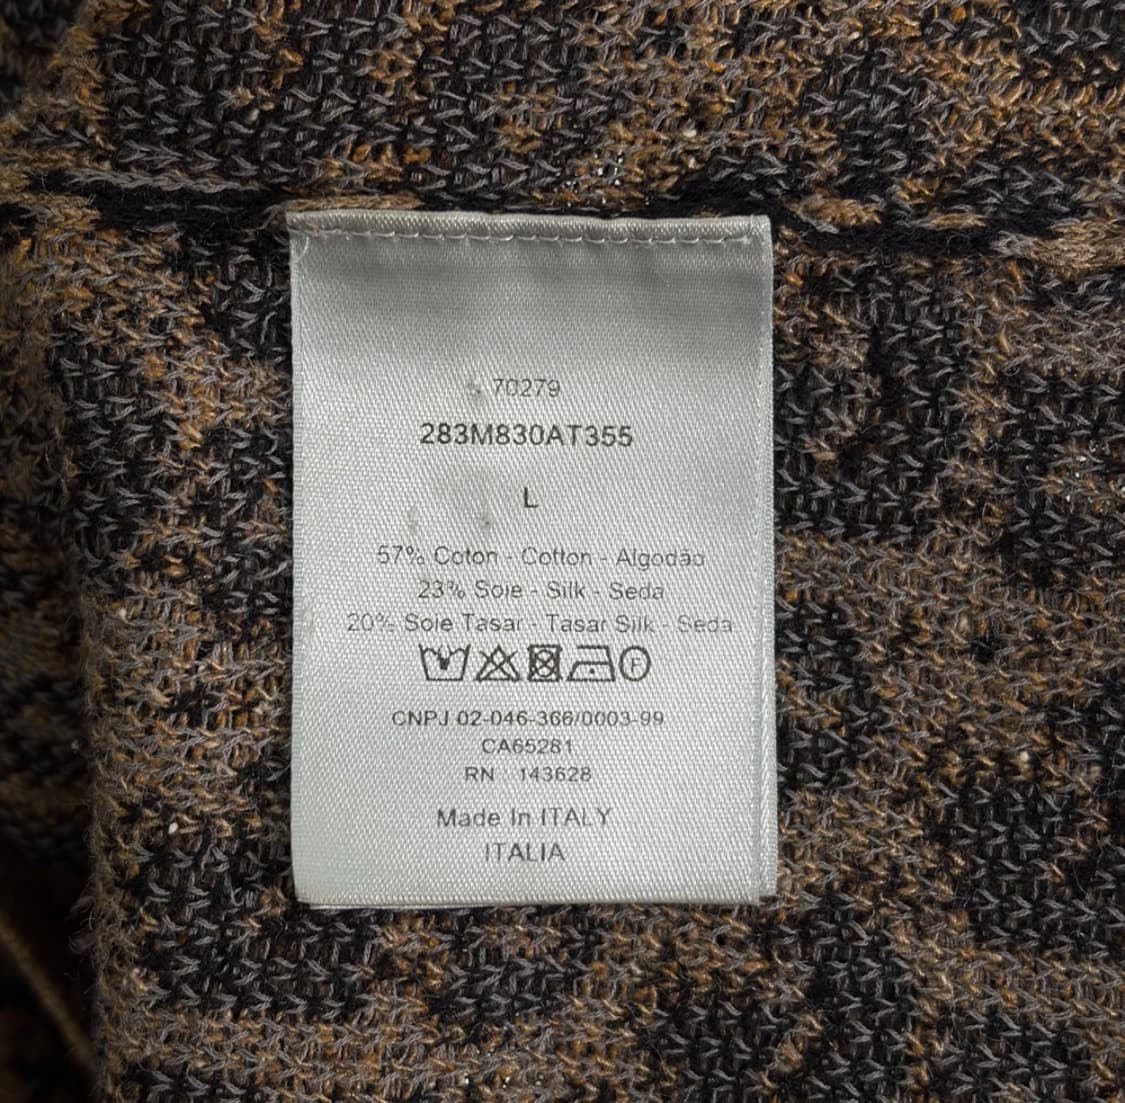 70279
283M830AT355
L
57% Coton - Cotton - Algodão
23% Soie - Silk - Seda
20% Soie Tasar - Tasar Silk - Seda
F
CNPJ 02-046-366/0003-99
CA65281
RN : 143628
Made In ITALY
ITALIA